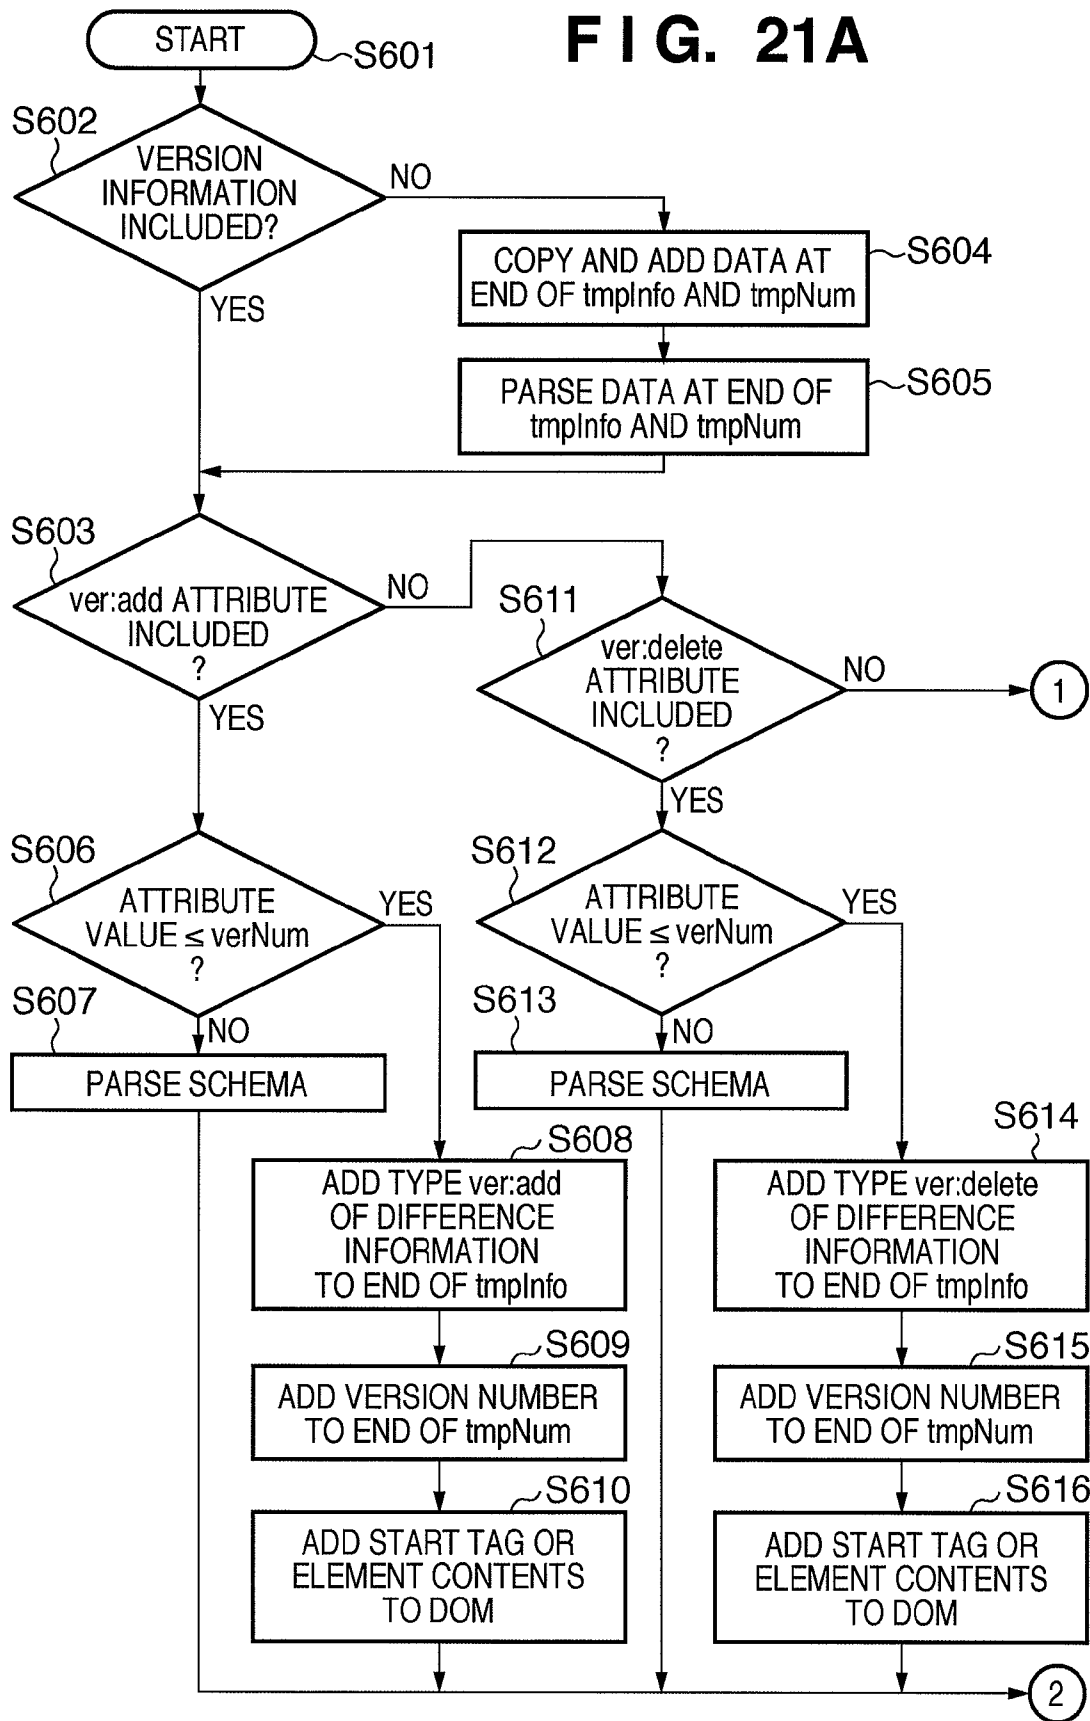 FIG. 21A
START
S601
S602
VERSION
INFORMATION
INCLUDED?
NO
YES
S604
COPY AND ADD DATA AT
END OF tmpInfo AND tmpNum
S605
PARSE DATA AT END OF
tmpInfo AND tmpNum
S603
ver:add ATTRIBUTE
INCLUDED
?
NO
YES
S611
ver:delete
ATTRIBUTE
INCLUDED
?
NO
1
YES
S606
ATTRIBUTE
VALUE ≤ verNum
?
YES
NO
S612
ATTRIBUTE
VALUE ≤ verNum
?
YES
NO
S607
PARSE SCHEMA
S613
PARSE SCHEMA
S608
ADD TYPE ver:add
OF DIFFERENCE
INFORMATION
TO END OF tmpInfo
S614
ADD TYPE ver:delete
OF DIFFERENCE
INFORMATION
TO END OF tmpInfo
S609
ADD VERSION NUMBER
TO END OF tmpNum
S615
ADD VERSION NUMBER
TO END OF tmpNum
S610
ADD START TAG OR
ELEMENT CONTENTS
TO DOM
S616
ADD START TAG OR
ELEMENT CONTENTS
TO DOM
2